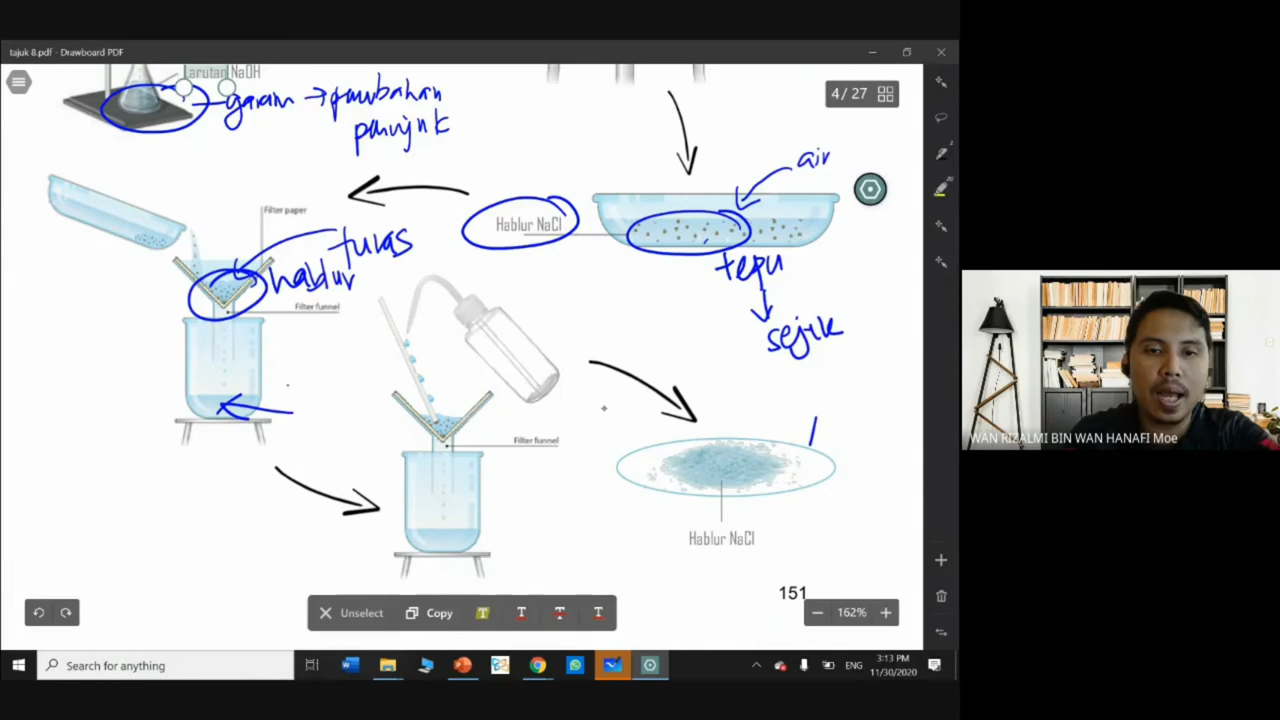 tajuk 8.pdf - Drawboard PDF
Larutan NaOH
garam → penubahan
penunjuk
4 / 27
air
Filter paper
Hablur NaCl
turas
hablur
tepu
Filter funnel
sejuk
Filter funnel
WAN RIZALMI BIN WAN HANAFI Moe
Hablur NaCl
151
Unselect
Copy
T
T
T
T
162%
Search for anything
ENG
3:13 PM
11/30/2020